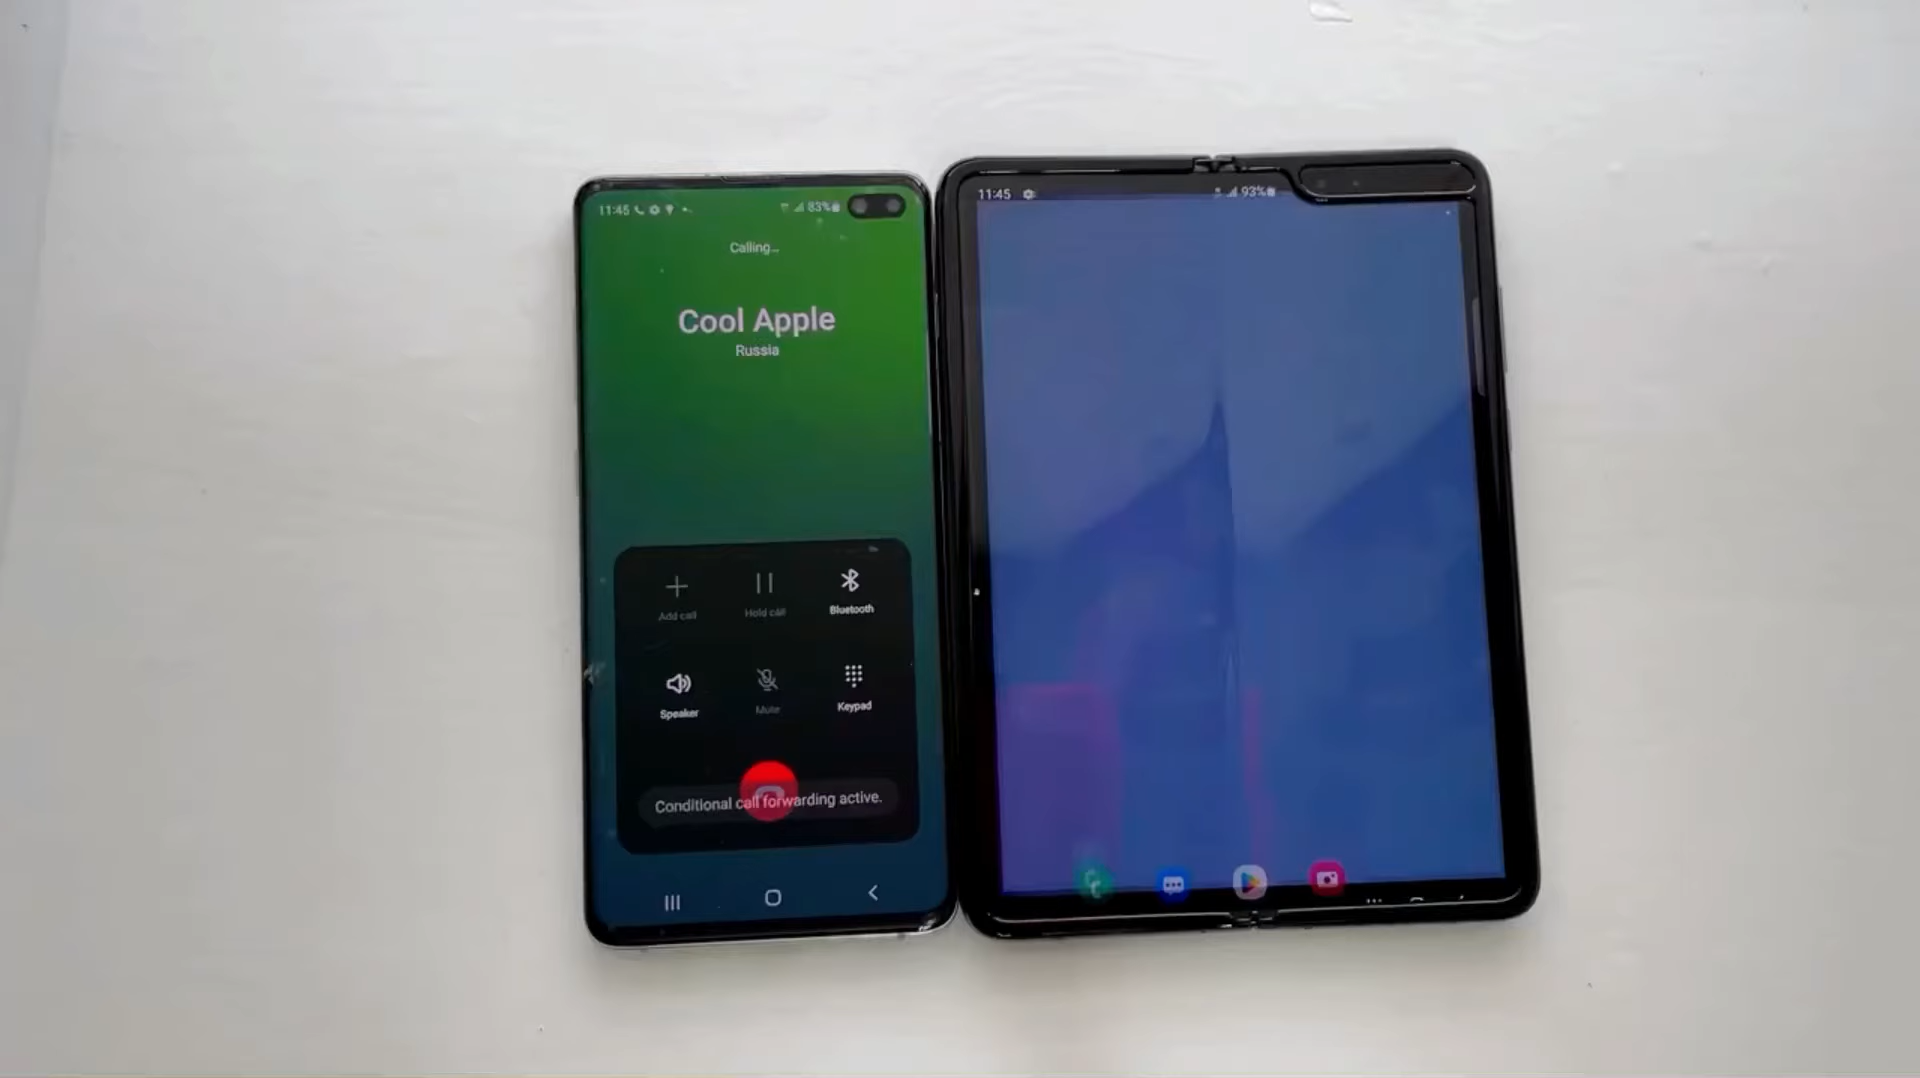 11:45
83%
Calling...
Cool Apple
Russia
Add call
Hold call
Bluetooth
Speaker
Mute
Keypad
Conditional call forwarding active.
11:45
93%